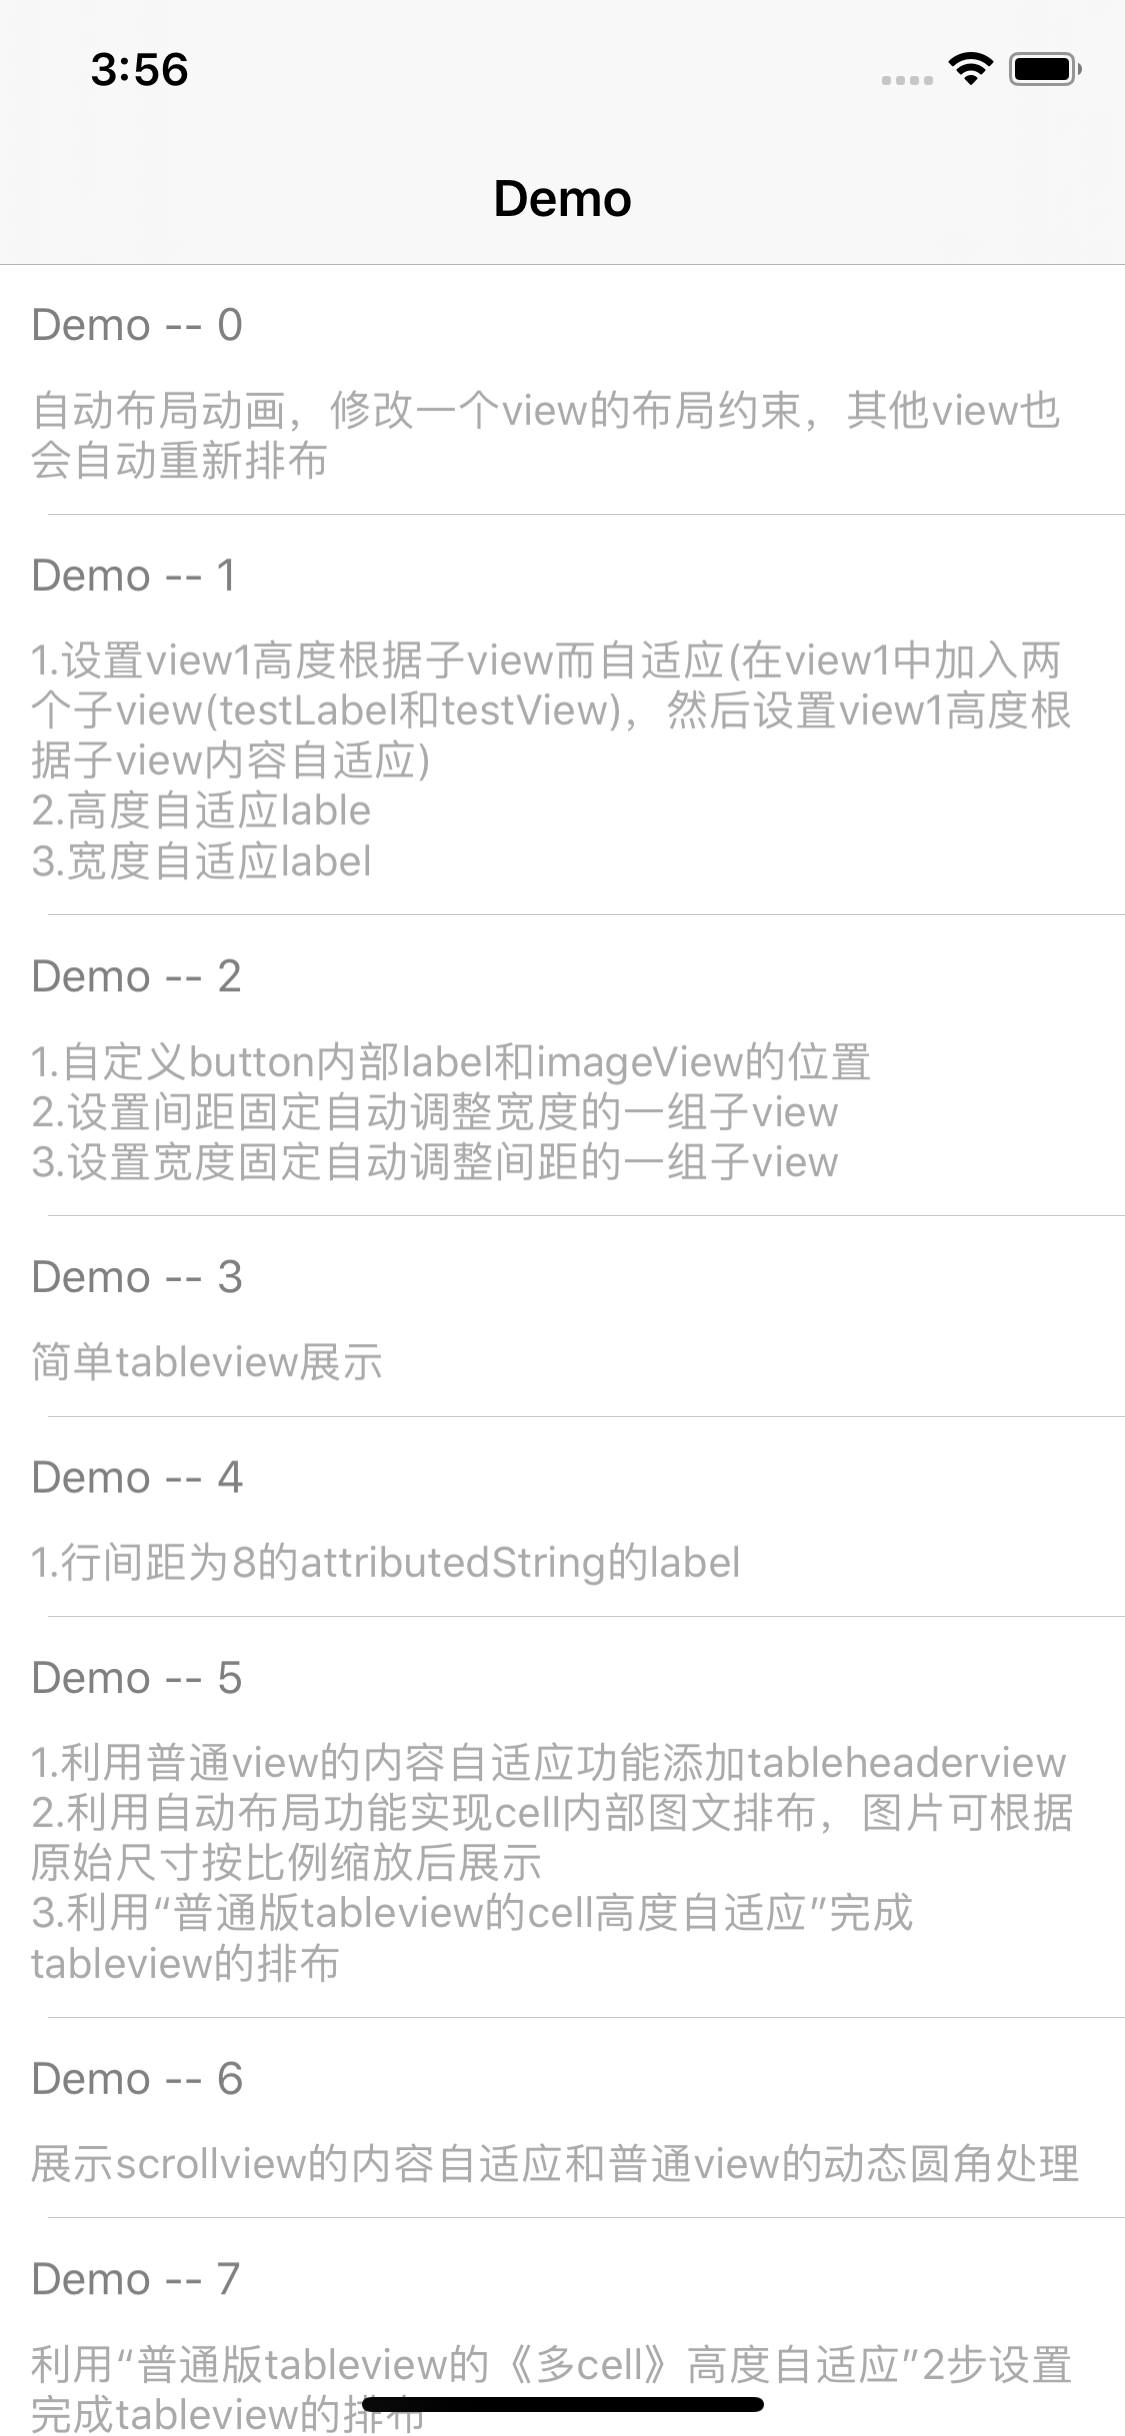 3:56
Demo
Demo -- 0
自动布局动画，修改一个view的布局约束，其他view也
会自动重新排布
Demo -- 1
1.设置view1高度根据子view而自适应(在view1中加入两
个子view(testLabel和testView)，然后设置view1高度根
据子view内容自适应)
2.高度自适应lable
3.宽度自适应label
Demo -- 2
1.自定义button内部label和imageView的位置
2.设置间距固定自动调整宽度的一组子view
3.设置宽度固定自动调整间距的一组子view
Demo -- 3
简单tableview展示
Demo -- 4
1.行间距为8的attributedString的label
Demo -- 5
1.利用普通view的内容自适应功能添加tableheaderview
2.利用自动布局功能实现cell内部图文排布，图片可根据
原始尺寸按比例缩放后展示
3.利用“普通版tableview的cell高度自适应”完成
tableview的排布
Demo -- 6
展示scrollview的内容自适应和普通view的动态圆角处理
Demo -- 7
利用“普通版tableview的《多cell》高度自适应”2步设置
完成tableview的排布